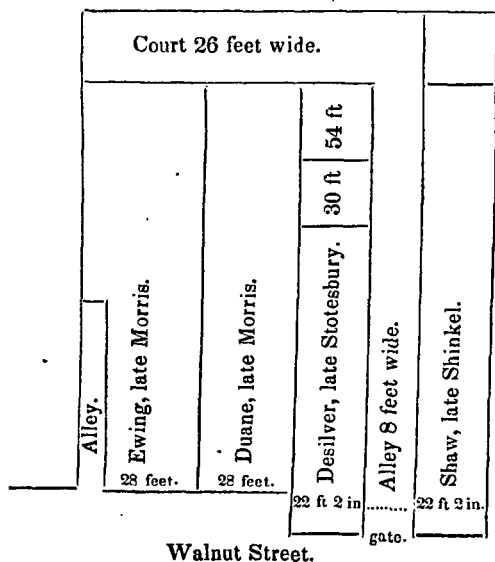 Court 26 feet wide.
54 ft
30 ft
Alley.
Ewing, late Morris.
28 feet.
Duane, late Morris.
28 feet.
Desilver, late Stotesbury.
22 ft 2 in
Alley 8 feet wide.
gate.
Shaw, late Shinkel.
22 ft 2 in.
Walnut Street.